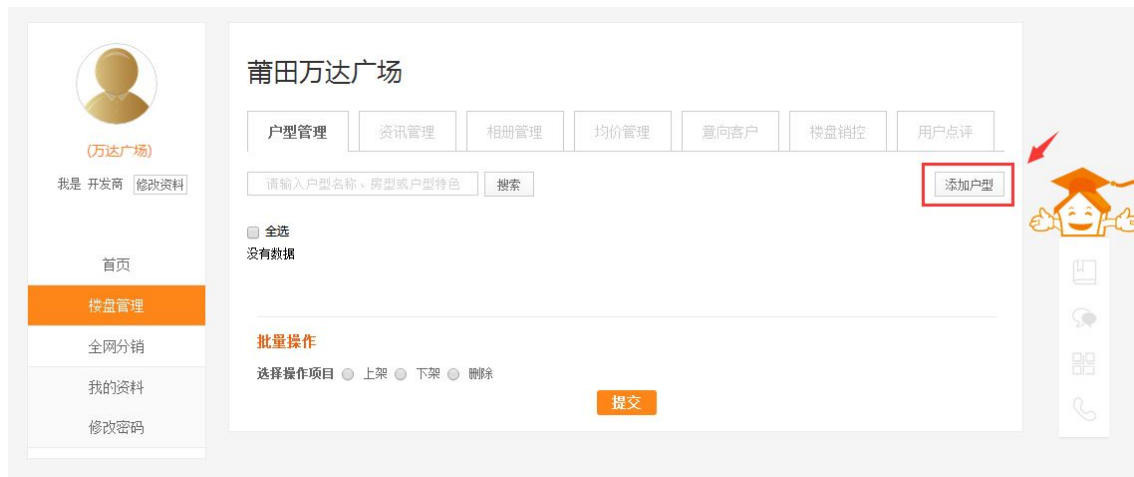 莆田万达广场
户型管理 资讯管理 相册管理 均价管理 意向客户 楼盘销控 用户点评
(万达广场)
我是 开发商 修改资料
请输入户型名称、房型或户型特色 搜索 添加户型
全选
没有数据
首页
楼盘管理
全网分销
我的资料
修改密码
批量操作
选择操作项目 上架 下架 删除
提交